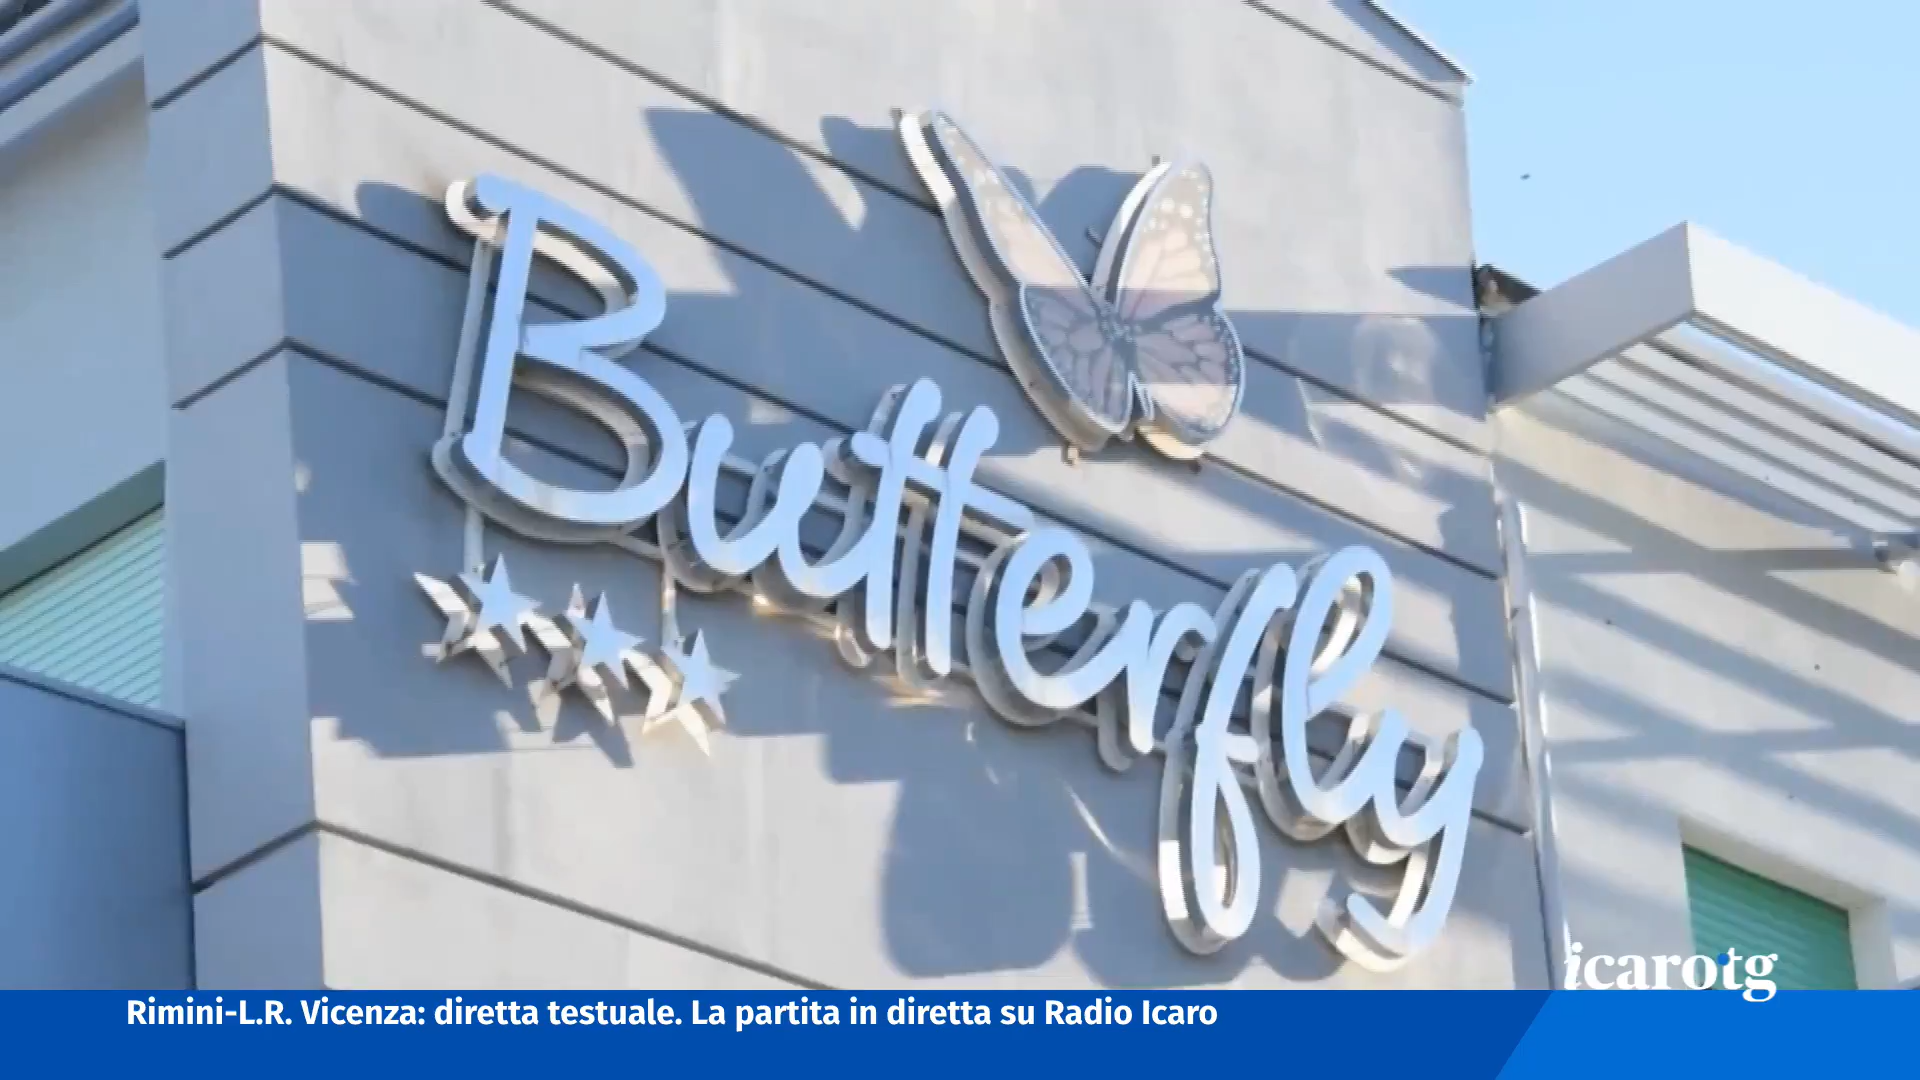 Butterfly
icarotg
Rimini-L.R. Vicenza: diretta testuale. La partita in diretta su Radio Icaro